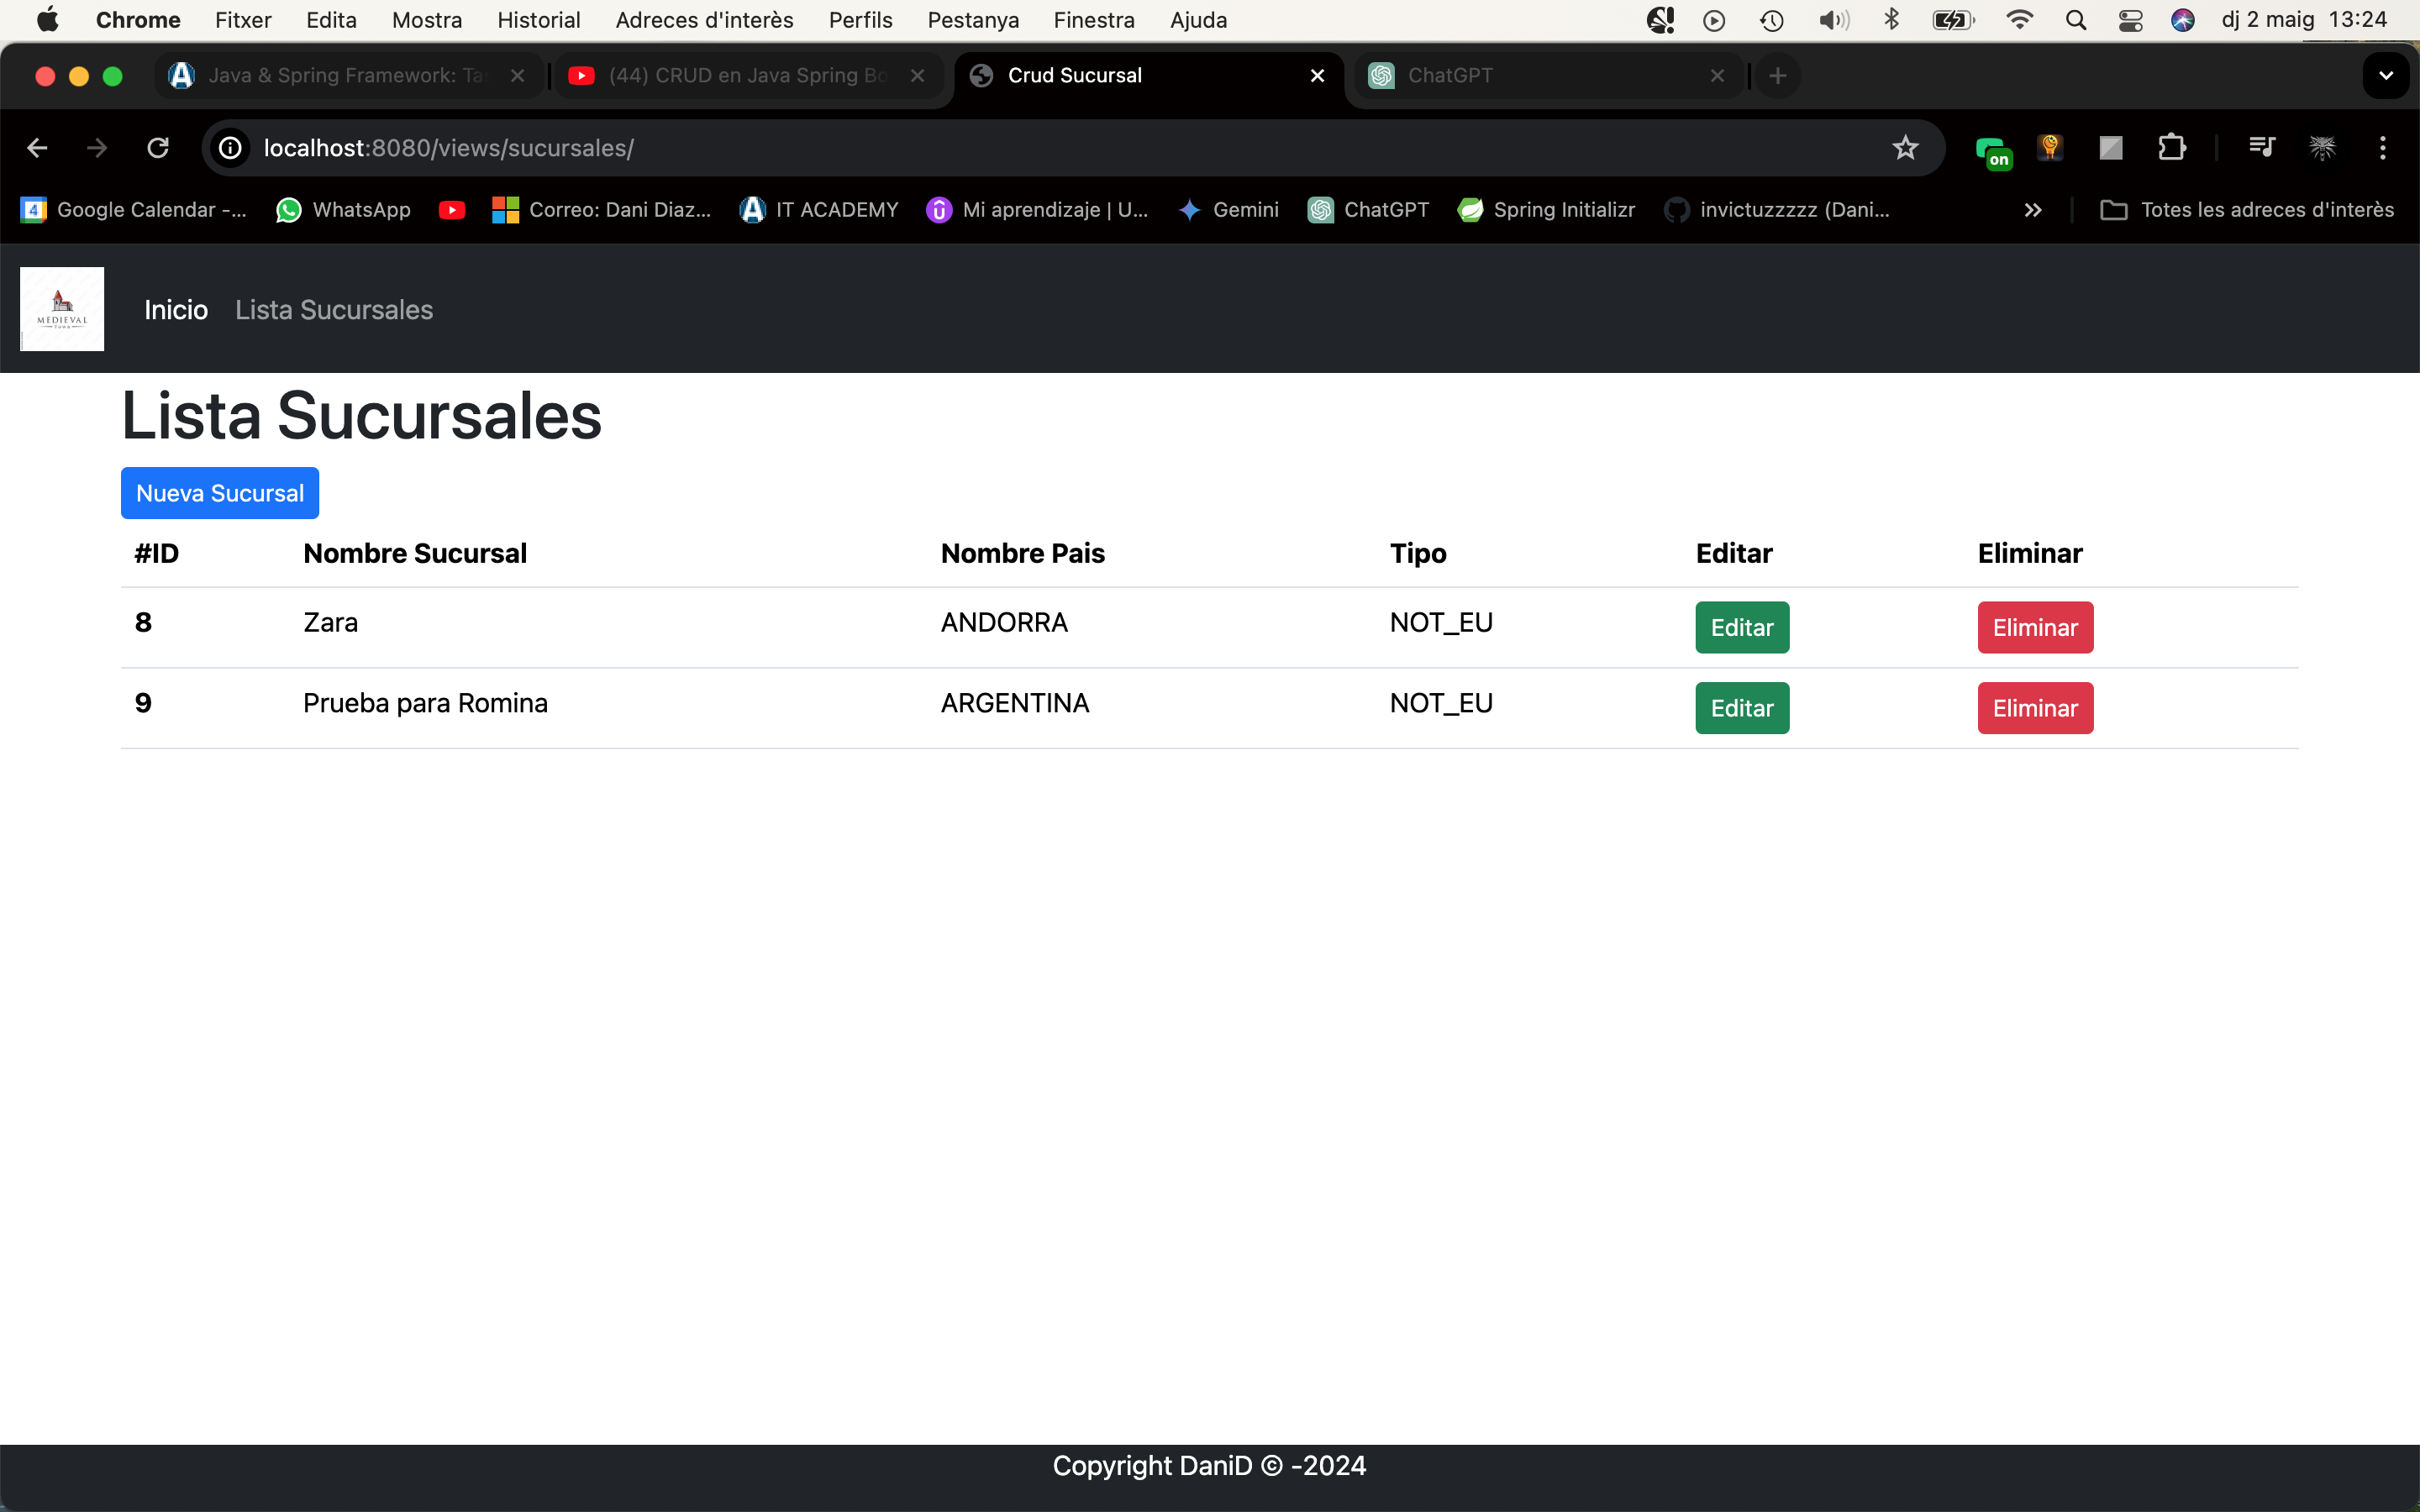 Chrome Fitxer Edita Mostra Historial Adreces d'interès Perfils Pestanya Finestra Ajuda dj 2 maig 13:24
Java & Spring Framework: Ta (44) CRUD en Java Spring Bo Crud Sucursal ChatGPT
localhost:8080/views/sucursales/ on
4 Google Calendar -... WhatsApp Correo: Dani Diaz... IT ACADEMY Mi aprendizaje | U... Gemini ChatGPT Spring Initializr invictuzzzzz (Dani... Totes les adreces d'interès
MEDIEVAL
TOWN
Inicio Lista Sucursales
Lista Sucursales
Nueva Sucursal
#ID Nombre Sucursal Nombre Pais Tipo Editar Eliminar
8 Zara ANDORRA NOT_EU Editar Eliminar
9 Prueba para Romina ARGENTINA NOT_EU Editar Eliminar
Copyright DaniD © -2024